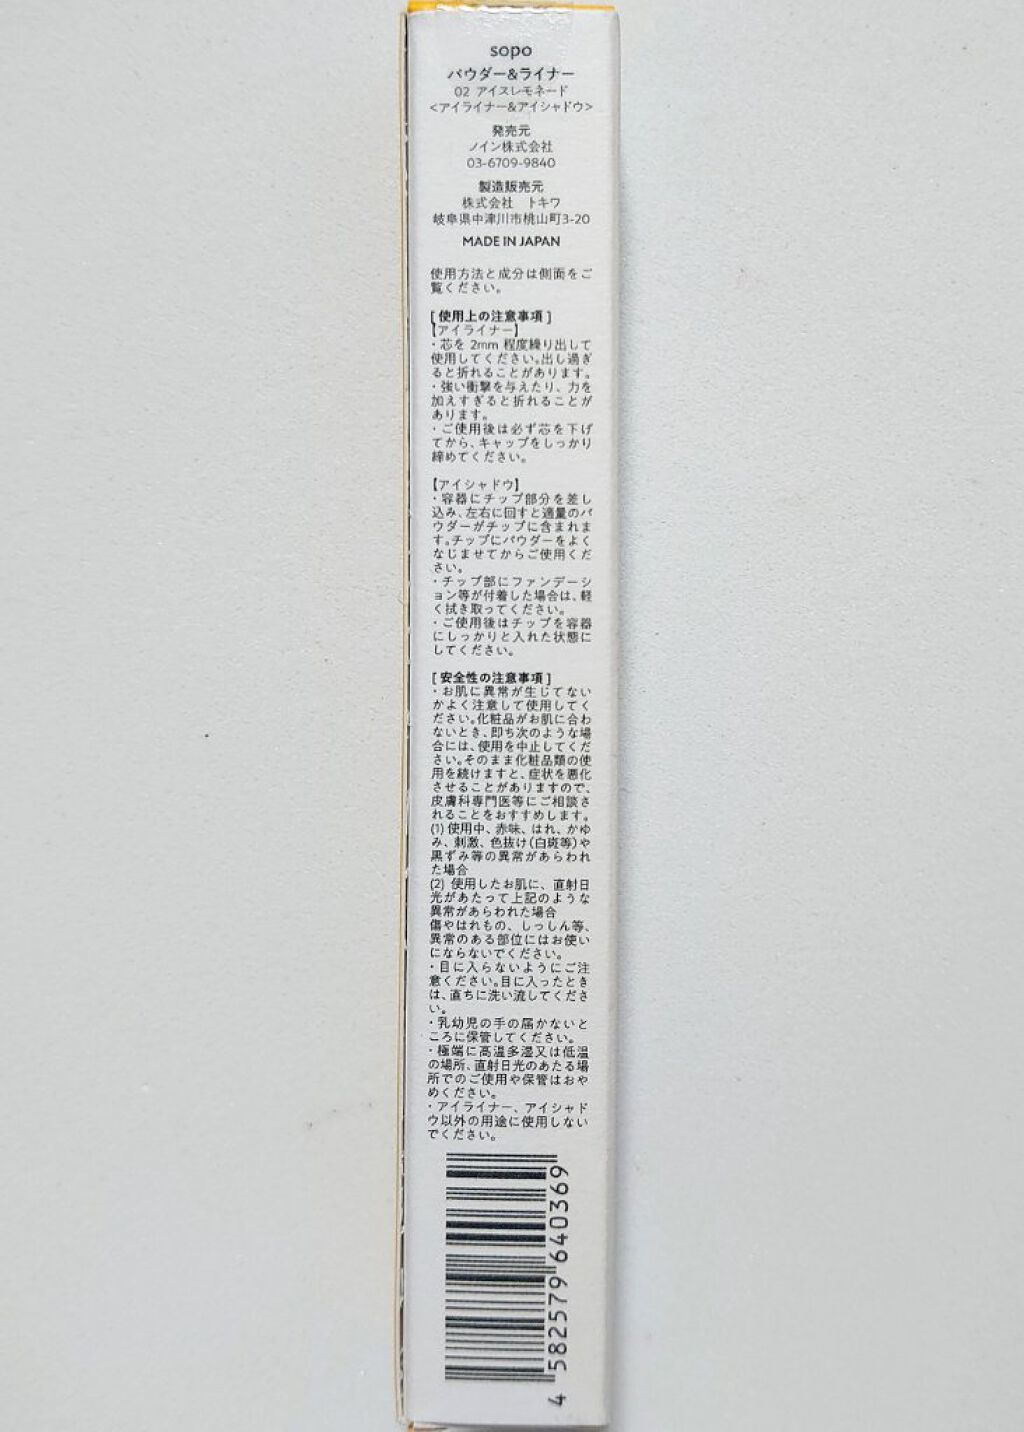 sopo
パウダー&ライナー
02 アイスレモネード
<アイライナー&アイシャドウ>
発売元
ノイン株式会社
03-6709-9840
製造販売元
株式会社　トキワ
岐阜県中津川市桃山町3-20
MADE IN JAPAN
使用方法と成分は側面をご
覧ください。
[ 使用上の注意事項 ]
【アイライナー】
・芯を 2mm 程度繰り出して
使用してください。出し過ぎ
ると折れることがあります。
・強い衝撃を与えたり、力を
加えすぎると折れることが
あります。
・ご使用後は必ず芯を下げ
てから、キャップをしっかり
締めてください。
【アイシャドウ】
・容器にチップ部分を差し
込み、左右に回すと適量のパ
ウダーがチップに含まれま
す。チップにパウダーをよく
なじませてからご使用くだ
さい。
・チップ部にファンデーシ
ョン等が付着した場合は、軽
く拭き取ってください。
・ご使用後はチップを容器
にしっかりと入れた状態に
してください。
[ 安全性の注意事項 ]
・お肌に異常が生じてない
かよく注意して使用してく
ださい。化粧品がお肌に合わ
ないとき、即ち次のような場
合には、使用を中止してくだ
さい。そのまま化粧品類の使
用を続けますと、症状を悪化
させることがありますので、
皮膚科専門医等にご相談さ
れることをおすすめします。
(1) 使用中、赤味、はれ、かゆ
み、刺激、色抜け(白斑等)や
黒ずみ等の異常があらわれ
た場合
(2) 使用したお肌に、直射日
光があたって上記のような
異常があらわれた場合
傷やはれもの、しっしん等、
異常のある部位にはお使い
にならないでください。
・目に入らないようにご注
意ください。目に入ったとき
は、直ちに洗い流してくださ
い。
・乳幼児の手の届かないと
ころに保管してください。
・極端に高温多湿又は低温
の場所、直射日光のあたる場
所でのご使用や保管はおや
めください。
・アイライナー、アイシャド
ウ以外の用途に使用しない
でください。
4 582579 640369